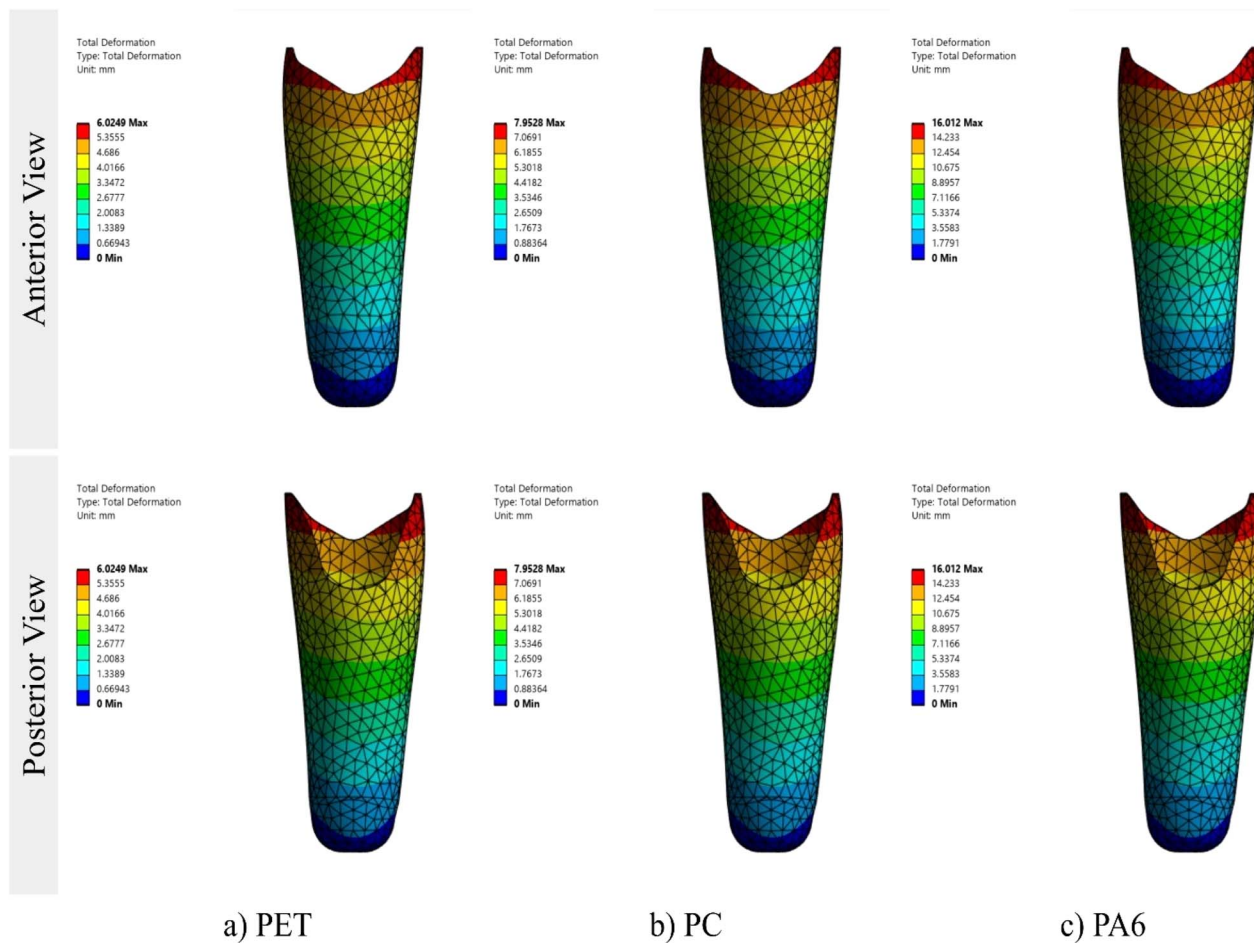 Anterior View
Total Deformation
Type: Total Deformation
Unit: mm
6.0249 Max
5.3555
4.686
4.0166
3.3472
2.6777
2.0083
1.3389
0.66943
0 Min
Total Deformation
Type: Total Deformation
Unit: mm
7.9528 Max
7.0691
6.1855
5.3018
4.4182
3.5346
2.6509
1.7673
0.88364
0 Min
Total Deformation
Type: Total Deformation
Unit: mm
16.012 Max
14.233
12.454
10.675
8.8957
7.1166
5.3374
3.5583
1.7791
0 Min
Posterior View
Total Deformation
Type: Total Deformation
Unit: mm
6.0249 Max
5.3555
4.686
4.0166
3.3472
2.6777
2.0083
1.3389
0.66943
0 Min
Total Deformation
Type: Total Deformation
Unit: mm
7.9528 Max
7.0691
6.1855
5.3018
4.4182
3.5346
2.6509
1.7673
0.88364
0 Min
Total Deformation
Type: Total Deformation
Unit: mm
16.012 Max
14.233
12.454
10.675
8.8957
7.1166
5.3374
3.5583
1.7791
0 Min
a) PET
b) PC
c) PA6